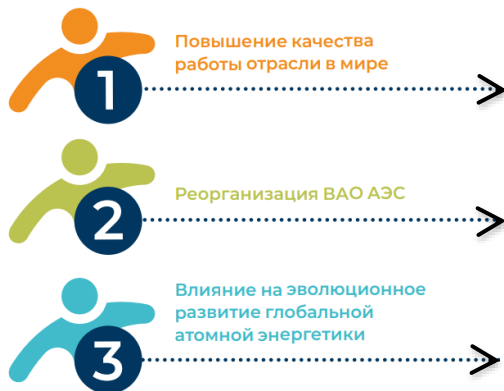 1
Повышение качества
работы отрасли в мире
2
Реорганизация ВАО АЭС
3
Влияние на эволюционное
развитие глобальной
атомной энергетики